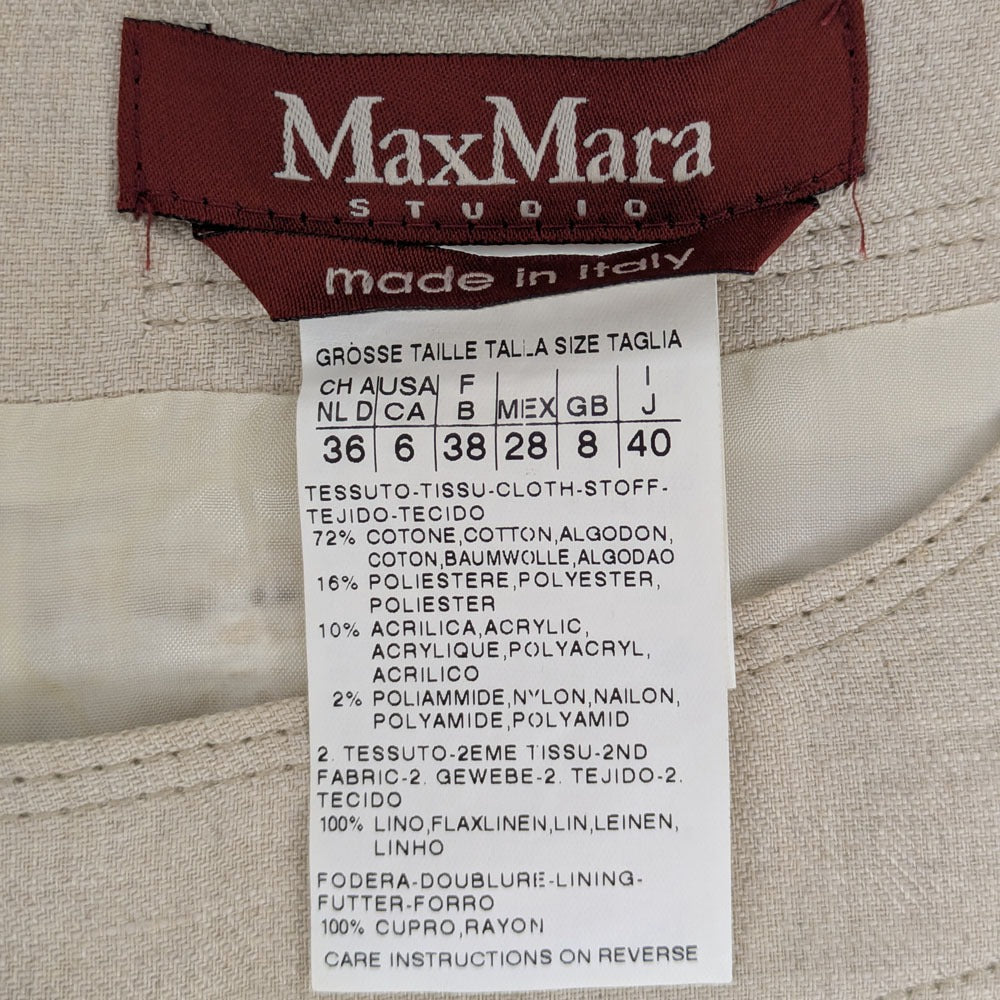 MaxMara
STUDIO
made in Italy
GRÖSSE TAILLE TALLA SIZE TAGLIA
CH A USA F I
NL D CA B MEX GB J
36 6 38 28 8 40
TESSUTO-TISSU-CLOTH-STOFF-
TEJIDO-TECIDO
72% COTONE,COTTON,ALGODON,
COTON,BAUMWOLLE,ALGODAO
16% POLIESTERE,POLYESTER,
POLIESTER
10% ACRILICA,ACRYLIC,
ACRYLIQUE,POLYACRYL,
ACRILICO
2% POLIAMMIDE,NYLON,NAILON,
POLYAMIDE,POLYAMID
2. TESSUTO-2EME TISSU-2ND
FABRIC-2. GEWEBE-2. TEJIDO-2.
TECIDO
100% LINO,FLAXLINEN,LIN,LEINEN,
LINHO
FODERA-DOUBLURE-LINING-
FUTTER-FORRO
100% CUPRO,RAYON
CARE INSTRUCTIONS ON REVERSE